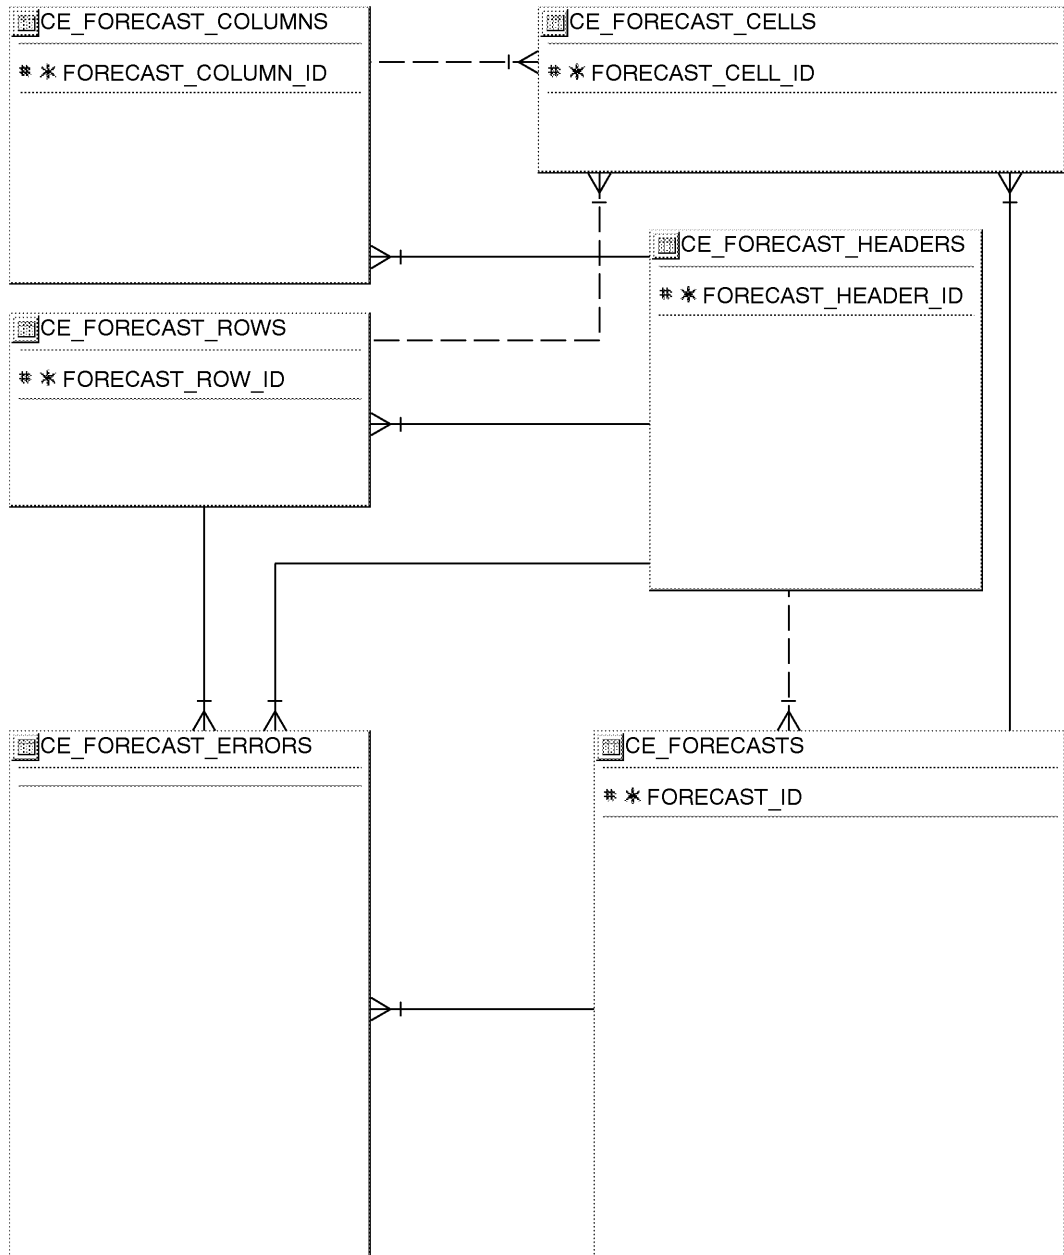 CE_FORECAST_COLUMNS
# * FORECAST_COLUMN_ID
CE_FORECAST_CELLS
# * FORECAST_CELL_ID
CE_FORECAST_HEADERS
# * FORECAST_HEADER_ID
CE_FORECAST_ROWS
# * FORECAST_ROW_ID
CE_FORECAST_ERRORS
CE_FORECASTS
# * FORECAST_ID